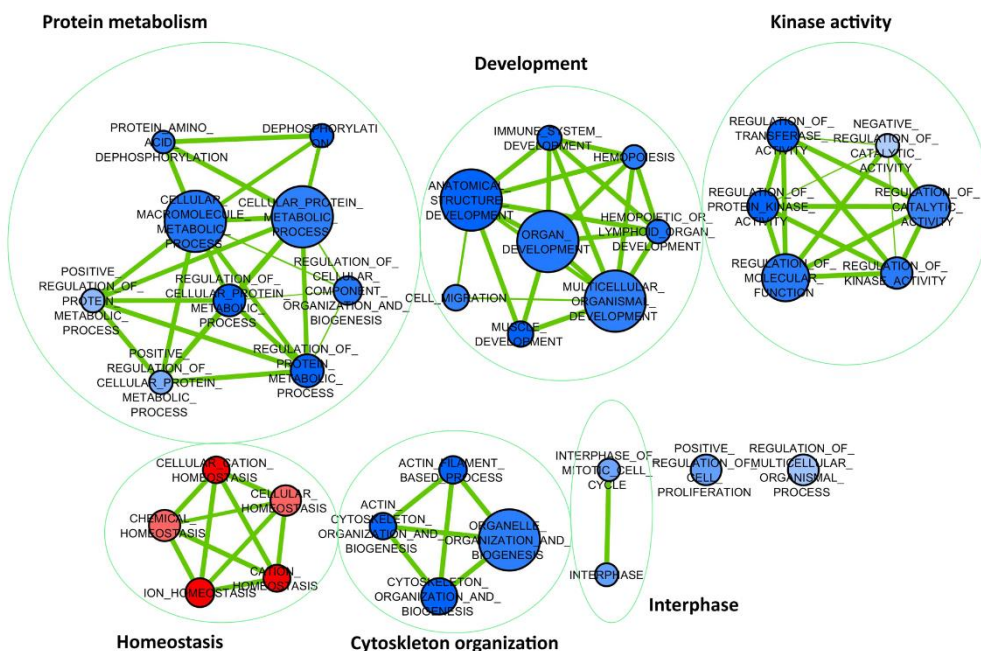 Protein metabolism
PROTEIN_AMINO_
ACID_
DEPHOSPHORYLATION
DEPHOSPHORYLATI
ON
CELLULAR_
MACROMOLECULE_
METABOLIC_
PROCESS
CELLULAR_PROTEIN_
METABOLIC_
PROCESS
POSITIVE_
REGULATION_OF_
PROTEIN_
METABOLIC_
PROCESS
REGULATION_OF_
CELLULAR_PROTEIN_
METABOLIC_
PROCESS
REGULATION_OF_
CELLULAR_
COMPONENT_
ORGANIZATION_AND_
BIOGENESIS
POSITIVE_
REGULATION_OF_
CELLULAR_PROTEIN_
METABOLIC_
PROCESS
REGULATION_OF_
PROTEIN_
METABOLIC_
PROCESS
Development
IMMUNE_SYSTEM_
DEVELOPMENT
HEMOPOIESIS
ANATOMICAL_
STRUCTURE_
DEVELOPMENT
ORGAN_
DEVELOPMENT
HEMOPOIETIC_OR_
LYMPHOID_ORGAN_
DEVELOPMENT
CELL_MIGRATION
MULTICELLULAR_
ORGANISMAL_
DEVELOPMENT
MUSCLE_
DEVELOPMENT
Kinase activity
REGULATION_OF_
TRANSFERASE_
ACTIVITY
NEGATIVE_
REGULATION_OF_
CATALYTIC_
ACTIVITY
REGULATION_OF_
PROTEIN_KINASE_
ACTIVITY
REGULATION_OF_
CATALYTIC_
ACTIVITY
REGULATION_OF_
MOLECULAR_
FUNCTION
REGULATION_OF_
KINASE_ACTIVITY
CELLULAR_CATION_
HOMEOSTASIS
CELLULAR_
HOMEOSTASIS
CHEMICAL_
HOMEOSTASIS
CATION_
HOMEOSTASIS
ION_HOMEOSTASIS
Homeostasis
ACTIN_FILAMENT_
BASED_PROCESS
ACTIN_
CYTOSKELETON_
ORGANIZATION_AND_
BIOGENESIS
ORGANELLE_
ORGANIZATION_AND_
BIOGENESIS
CYTOSKELETON_
ORGANIZATION_AND_
BIOGENESIS
Cytoskeleton organization
INTERPHASE_OF_
MITOTIC_CELL_
CYCLE
INTERPHASE
Interphase
POSITIVE_
REGULATION_OF_
CELL_
PROLIFERATION
REGULATION_OF_
MULTICELLULAR_
ORGANISMAL_
PROCESS